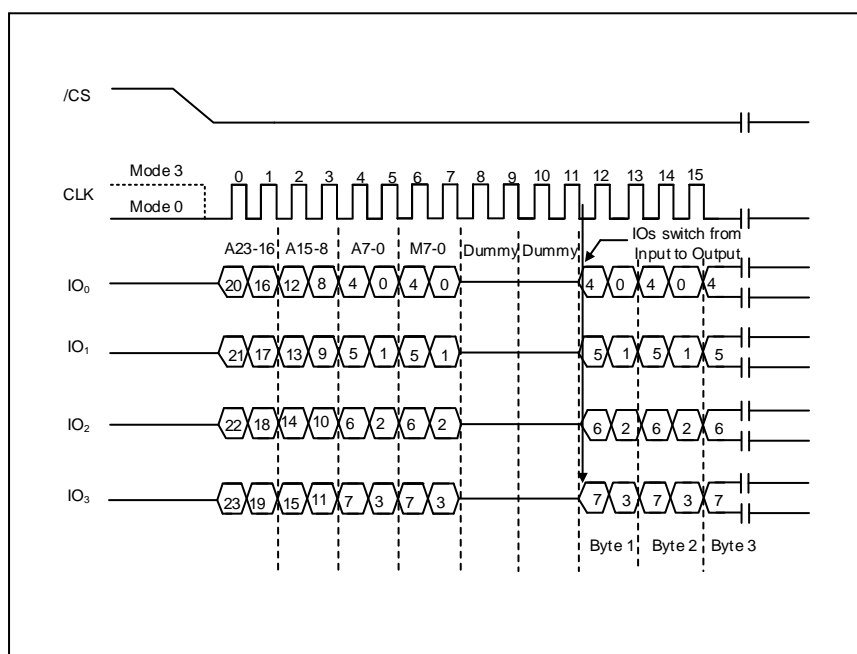 /CS
Mode 3
0 1 2 3 4 5 6 7 8 9 10 11 12 13 14 15
CLK
Mode 0
IOs switch from
A23-16 A15-8 A7-0 M7-0 Dummy Dummy Input to Output
IO₀ 20 16 12 8 4 0 4 0 4 0 4 0 4
IO₁ 21 17 13 9 5 1 5 1 5 1 5 1 5
IO₂ 22 18 14 10 6 2 6 2 6 2 6 2 6
IO₃ 23 19 15 11 7 3 7 3 7 3 7 3 7
Byte 1 Byte 2 Byte 3